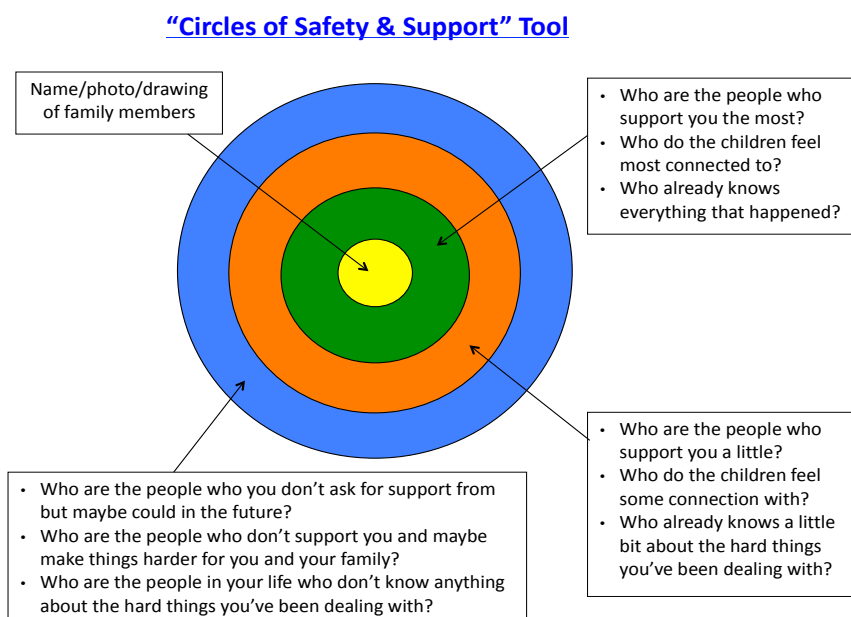 “Circles of Safety & Support” Tool
Name/photo/drawing
of family members
• Who are the people who
support you the most?
• Who do the children feel
most connected to?
• Who already knows
everything that happened?
• Who are the people who
support you a little?
• Who do the children feel
some connection with?
• Who already knows a little
bit about the hard things
you’ve been dealing with?
• Who are the people who you don’t ask for support from
but maybe could in the future?
• Who are the people who don’t support you and maybe
make things harder for you and your family?
• Who are the people in your life who don’t know anything
about the hard things you’ve been dealing with?